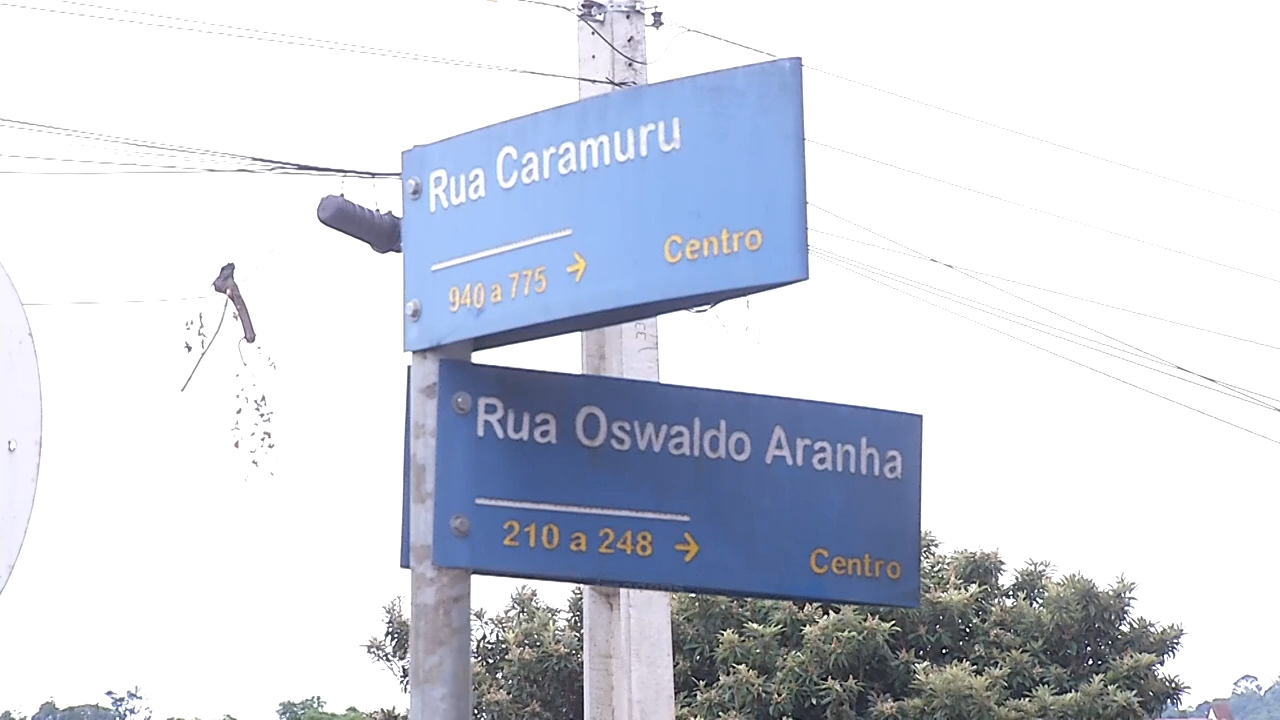 Rua Caramuru
940 a 775 → Centro
Rua Oswaldo Aranha
210 a 248 → Centro